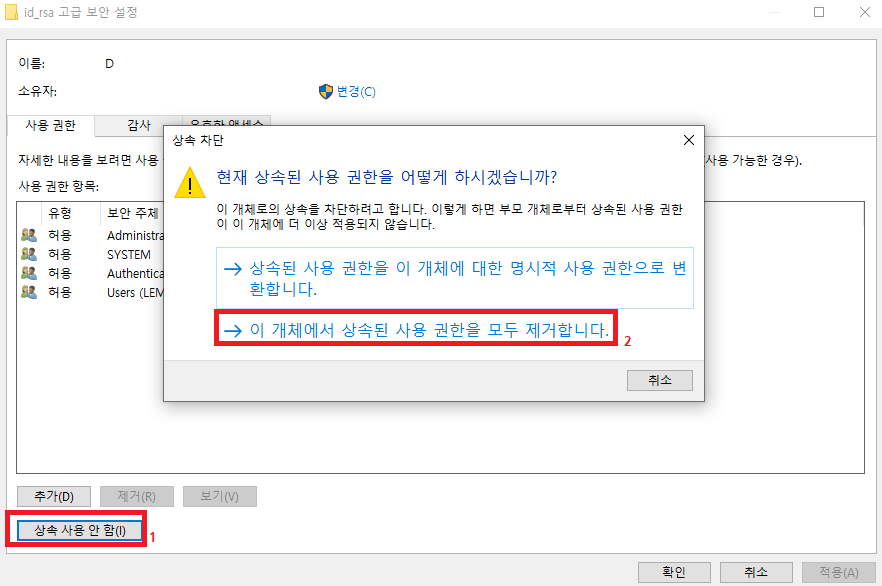 id_rsa 고급 보안 설정
이름: D
소유자: 변경(C)
사용 권한 감사
자세한 내용을 보려면 사용 사용 가능한 경우).
사용 권한 항목:
유형 보안 주체
허용 Administra
허용 SYSTEM
허용 Authentica
허용 Users (LEM
상속 차단
현재 상속된 사용 권한을 어떻게 하시겠습니까?
이 개체로의 상속을 차단하려고 합니다. 이렇게 하면 부모 개체로부터 상속된 사용 권한
이 이 개체에 더 이상 적용되지 않습니다.
상속된 사용 권한을 이 개체에 대한 명시적 사용 권한으로 변
환합니다.
이 개체에서 상속된 사용 권한을 모두 제거합니다.
2
취소
추가(D) 제거(R) 보기(V)
상속 사용 안 함(I)
1
확인 취소 적용(A)